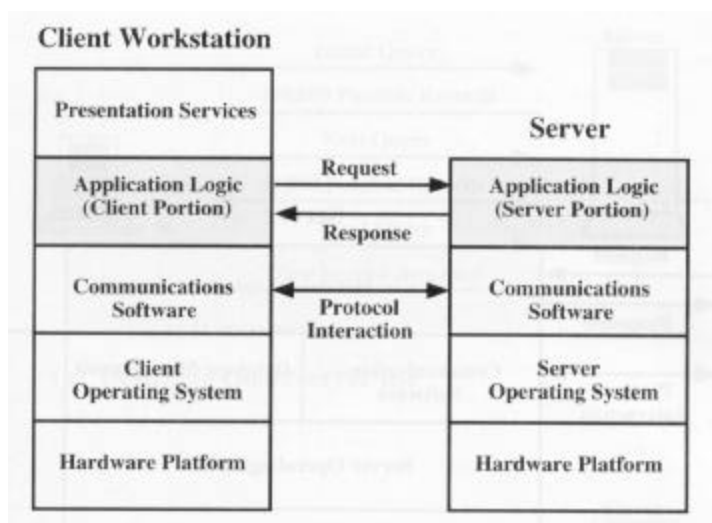 Client Workstation
Presentation Services
Server
Application Logic
(Client Portion)
Request
Response
Application Logic
(Server Portion)
Communications
Software
Protocol
Interaction
Communications
Software
Client
Operating System
Server
Operating System
Hardware Platform
Hardware Platform